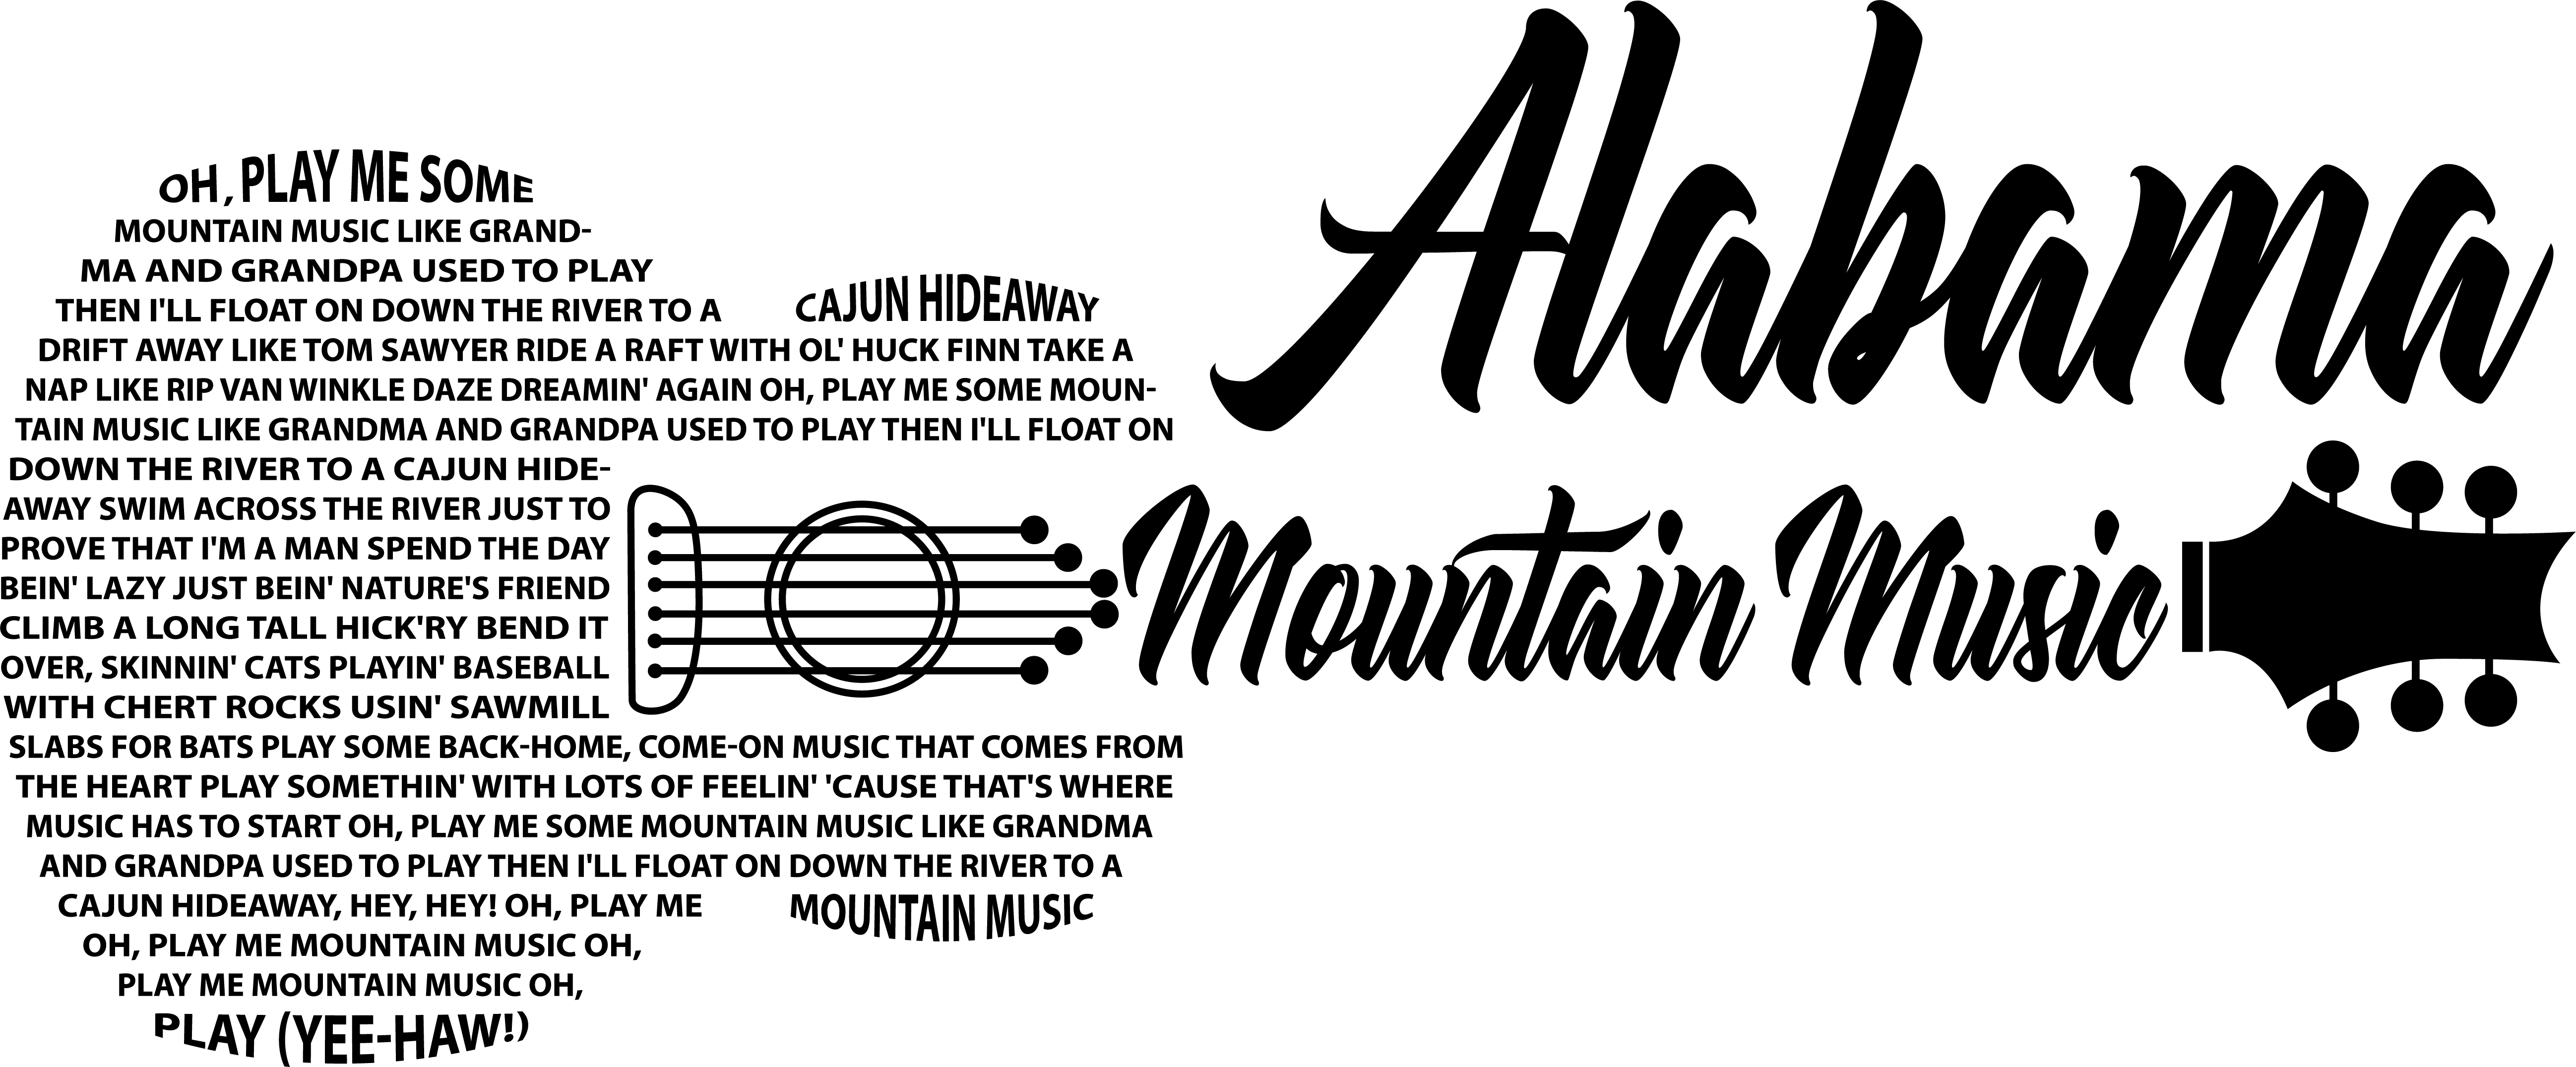 OH, PLAY ME SOME
MOUNTAIN MUSIC LIKE GRAND-
MA AND GRANDPA USED TO PLAY
THEN I'LL FLOAT ON DOWN THE RIVER TO A
CAJUN HIDEAWAY
DRIFT AWAY LIKE TOM SAWYER RIDE A RAFT WITH OL' HUCK FINN TAKE A
NAP LIKE RIP VAN WINKLE DAZE DREAMIN' AGAIN OH, PLAY ME SOME MOUN-
TAIN MUSIC LIKE GRANDMA AND GRANDPA USED TO PLAY THEN I'LL FLOAT ON
DOWN THE RIVER TO A CAJUN HIDE-
AWAY SWIM ACROSS THE RIVER JUST TO
PROVE THAT I'M A MAN SPEND THE DAY
BEIN' LAZY JUST BEIN' NATURE'S FRIEND
CLIMB A LONG TALL HICK'RY BEND IT
OVER, SKINNIN' CATS PLAYIN' BASEBALL
WITH CHERT ROCKS USIN' SAWMILL
SLABS FOR BATS PLAY SOME BACK-HOME, COME-ON MUSIC THAT COMES FROM
THE HEART PLAY SOMETHIN' WITH LOTS OF FEELIN' 'CAUSE THAT'S WHERE
MUSIC HAS TO START OH, PLAY ME SOME MOUNTAIN MUSIC LIKE GRANDMA
AND GRANDPA USED TO PLAY THEN I'LL FLOAT ON DOWN THE RIVER TO A
CAJUN HIDEAWAY, HEY, HEY! OH, PLAY ME
MOUNTAIN MUSIC
OH, PLAY ME MOUNTAIN MUSIC OH,
PLAY ME MOUNTAIN MUSIC OH,
PLAY (YEE-HAW!)
Alabama
Mountain Music